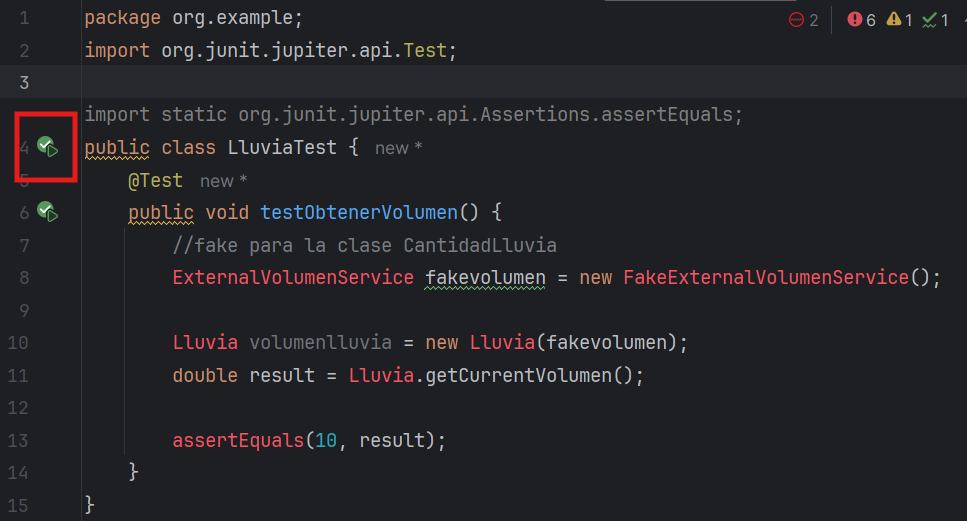 1 package org.example;
2 import org.junit.jupiter.api.Test;
2 6 1 1
3
import static org.junit.jupiter.api.Assertions.assertEquals;
4 public class LluviaTest { new *
5 @Test new *
6 public void testObtenerVolumen() {
7 //fake para la clase CantidadLluvia
8 ExternalVolumenService fakevolumen = new FakeExternalVolumenService();
9
10 Lluvia volumenlluvia = new Lluvia(fakevolumen);
11 double result = Lluvia.getCurrentVolumen();
12
13 assertEquals(10, result);
14 }
15 }